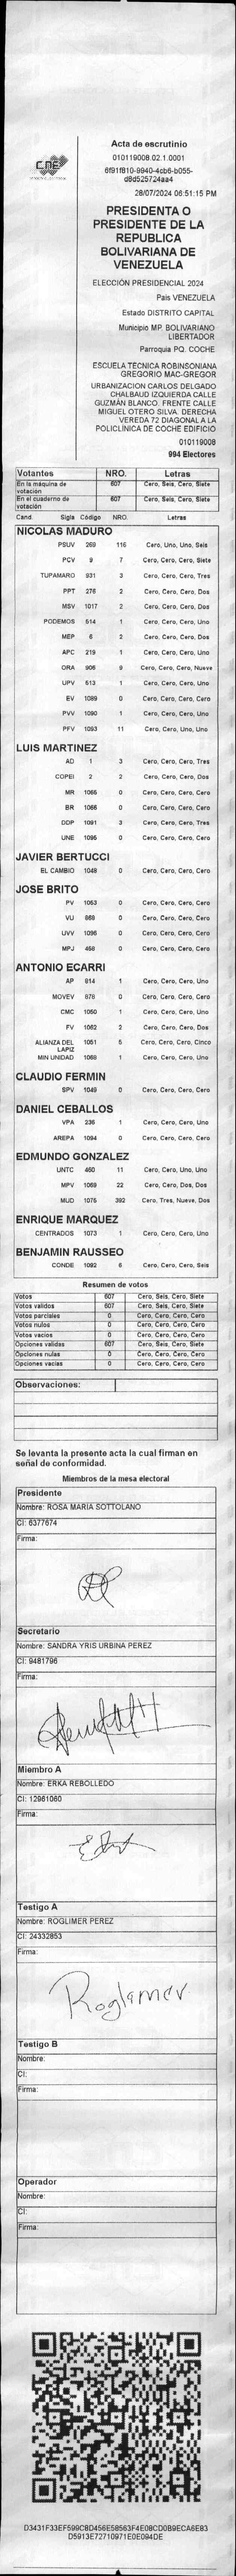 CNE
Acta de escrutinio
010119008.02.1.0001
6f91f810-9940-4cb6-b055-
d8d525724aa4
28/07/2024 06:51:15 PM
PRESIDENTA O
PRESIDENTE DE LA
REPUBLICA
BOLIVARIANA DE
VENEZUELA
ELECCIÓN PRESIDENCIAL 2024
País VENEZUELA
Estado DISTRITO CAPITAL
Municipio MP. BOLIVARIANO
LIBERTADOR
Parroquia PQ. COCHE
ESCUELA TECNICA ROBINSONIANA
GREGORIO MAC-GREGOR
URBANIZACION CARLOS DELGADO
CHALBAUD IZQUIERDA CALLE
GUZMÁN BLANCO. FRENTE CALLE
MIGUEL OTERO SILVA. DERECHA
VEREDA 72 DIAGONAL A LA
POLICLÍNICA DE COCHE EDIFICIO
010119008
994 Electores
Votantes NRO. Letras
En la máquina de votación 607 Cero, Seis, Cero, Siete
En el cuaderno de votación 607 Cero, Seis, Cero, Siete
Cand. Sigla Código NRO. Letras
NICOLAS MADURO
PSUV 269 116 Cero, Uno, Uno, Seis
PCV 9 7 Cero, Cero, Cero, Siete
TUPAMARO 931 3 Cero, Cero, Cero, Tres
PPT 276 2 Cero, Cero, Cero, Dos
MSV 1017 2 Cero, Cero, Cero, Dos
PODEMOS 514 1 Cero, Cero, Cero, Uno
MEP 6 2 Cero, Cero, Cero, Dos
APC 219 1 Cero, Cero, Cero, Uno
ORA 906 9 Cero, Cero, Cero, Nueve
UPV 513 1 Cero, Cero, Cero, Uno
EV 1089 0 Cero, Cero, Cero, Cero
PVV 1090 1 Cero, Cero, Cero, Uno
PFV 1093 11 Cero, Cero, Uno, Uno
LUIS MARTINEZ
AD 1 3 Cero, Cero, Cero, Tres
COPEI 2 2 Cero, Cero, Cero, Dos
MR 1065 0 Cero, Cero, Cero, Cero
BR 1066 0 Cero, Cero, Cero, Cero
DDP 1091 3 Cero, Cero, Cero, Tres
UNE 1095 0 Cero, Cero, Cero, Cero
JAVIER BERTUCCI
EL CAMBIO 1048 0 Cero, Cero, Cero, Cero
JOSE BRITO
PV 1053 0 Cero, Cero, Cero, Cero
VU 868 0 Cero, Cero, Cero, Cero
UVV 1096 0 Cero, Cero, Cero, Cero
MPJ 458 0 Cero, Cero, Cero, Cero
ANTONIO ECARRI
AP 814 1 Cero, Cero, Cero, Uno
MOVEV 878 0 Cero, Cero, Cero, Cero
CMC 1050 1 Cero, Cero, Cero, Uno
FV 1062 2 Cero, Cero, Cero, Dos
ALIANZA DEL LAPIZ 1051 5 Cero, Cero, Cero, Cinco
MIN UNIDAD 1069 1 Cero, Cero, Cero, Uno
CLAUDIO FERMIN
SPV 1049 0 Cero, Cero, Cero, Cero
DANIEL CEBALLOS
VPA 236 1 Cero, Cero, Cero, Uno
AREPA 1094 0 Cero, Cero, Cero, Cero
EDMUNDO GONZALEZ
UNTC 460 11 Cero, Cero, Uno, Uno
MPV 1059 22 Cero, Cero, Dos, Dos
MUD 1075 392 Cero, Tres, Nueve, Dos
ENRIQUE MARQUEZ
CENTRADOS 1073 1 Cero, Cero, Cero, Uno
BENJAMIN RAUSSEO
CONDE 1092 6 Cero, Cero, Cero, Seis
Resumen de votos
Votos 607 Cero, Seis, Cero, Siete
Votos validos 607 Cero, Seis, Cero, Siete
Votos parciales 0 Cero, Cero, Cero, Cero
Votos nulos 0 Cero, Cero, Cero, Cero
Votos vacios 0 Cero, Cero, Cero, Cero
Opciones validas 607 Cero, Seis, Cero, Siete
Opciones nulas 0 Cero, Cero, Cero, Cero
Opciones vacias 0 Cero, Cero, Cero, Cero
Observaciones:
Se levanta la presente acta la cual firman en
señal de conformidad.
Miembros de la mesa electoral
Presidente
Nombre: ROSA MARIA SOTTOLANO
CI: 6377674
Firma:
Secretario
Nombre: SANDRA YRIS URBINA PEREZ
CI: 9481796
Firma:
Miembro A
Nombre: ERKA REBOLLEDO
CI: 12961060
Firma:
Testigo A
Nombre: ROGLIMER PEREZ
CI: 24332853
Firma:
Roglimer
Testigo B
Nombre:
CI:
Firma:
Operador
Nombre:
CI:
Firma:
D3431F33EF599C8D456E58563F4E08CD0B9ECA6E83
D5913E72710971E0E094DE